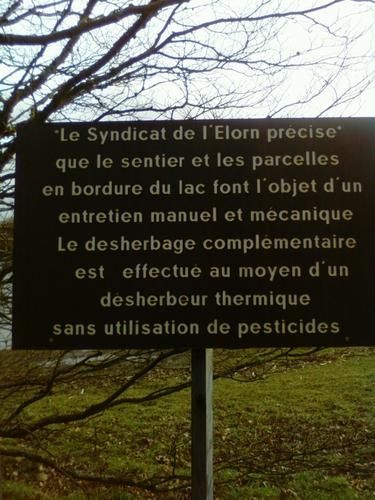 "Le Syndicat de l'Elorn précise"
que le sentier et les parcelles
en bordure du lac font l'objet d'un
entretien manuel et mécanique
Le desherbage complémentaire
est effectué au moyen d'un
désherbeur thermique
sans utilisation de pesticides